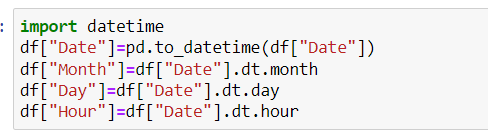 :
import datetime
df["Date"]=pd.to_datetime(df["Date"])
df["Month"]=df["Date"].dt.month
df["Day"]=df["Date"].dt.day
df["Hour"]=df["Date"].dt.hour